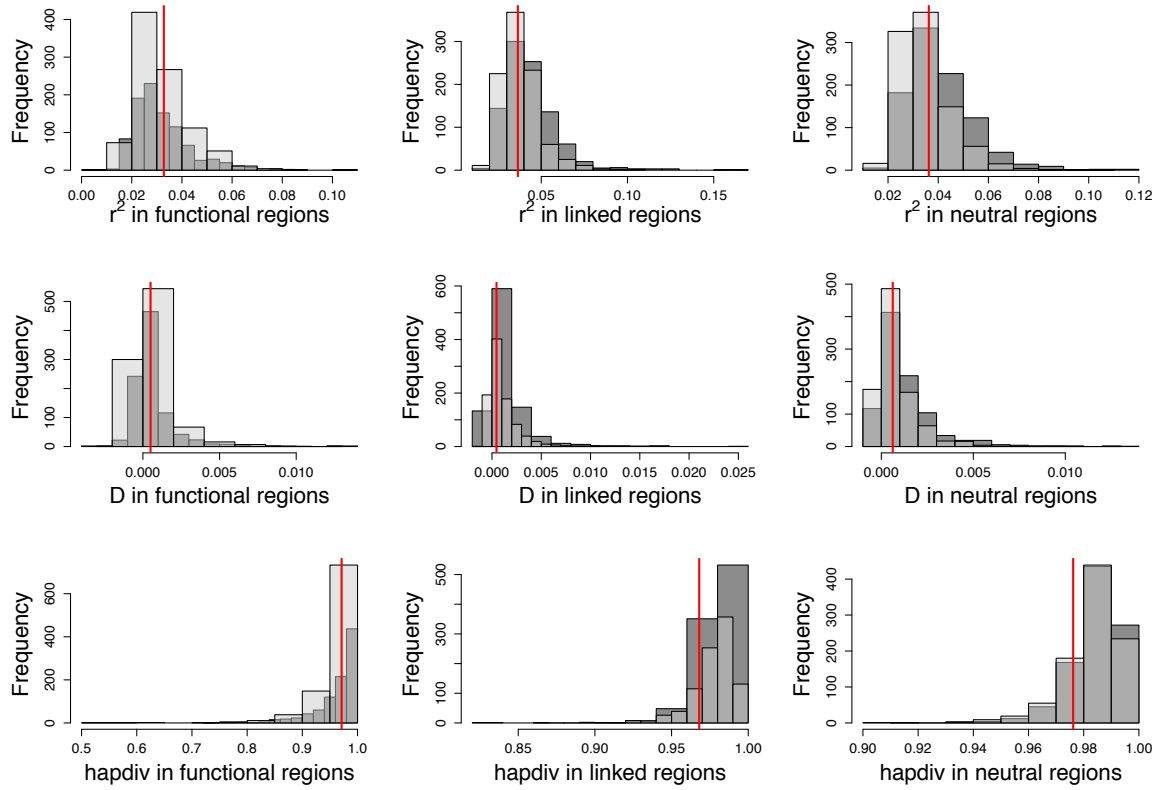 Frequency
0 100 200 300 400
0.00 0.02 0.04 0.06 0.08 0.10
r² in functional regions
Frequency
0 100 200 300
0.05 0.10 0.15
r² in linked regions
Frequency
0 100 200 300
0.02 0.04 0.06 0.08 0.10 0.12
r² in neutral regions
Frequency
0 100 300 500
0.000 0.005 0.010
D in functional regions
Frequency
0 200 400 600
0.000 0.005 0.010 0.015 0.020 0.025
D in linked regions
Frequency
0 100 300 500
0.000 0.005 0.010
D in neutral regions
Frequency
0 200 400 600
0.5 0.6 0.7 0.8 0.9 1.0
hapdiv in functional regions
Frequency
0 100 300 500
0.85 0.90 0.95 1.00
hapdiv in linked regions
Frequency
0 100 200 300 400
0.90 0.92 0.94 0.96 0.98 1.00
hapdiv in neutral regions